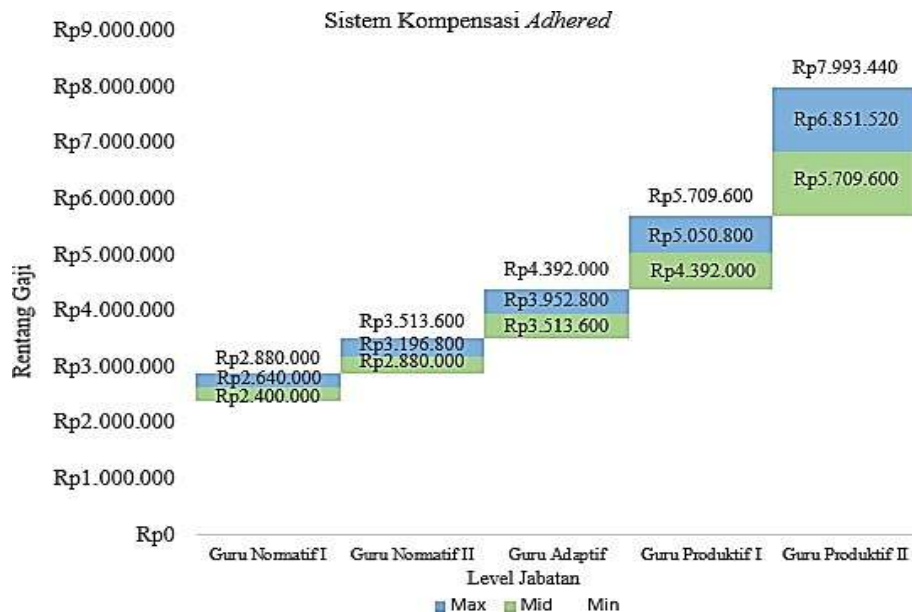 Sistem Kompensasi Adhered
Rp9.000.000
Rp8.000.000
Rp7.000.000
Rp6.000.000
Rp5.000.000
Rp4.000.000
Rp3.000.000
Rp2.000.000
Rp1.000.000
Rp0
Rentang Gaji
Rp2.880.000
Rp2.640.000
Rp2.400.000
Rp3.513.600
Rp3.196.800
Rp2.880.000
Rp4.392.000
Rp3.952.800
Rp3.513.600
Rp5.709.600
Rp5.050.800
Rp4.392.000
Rp7.993.440
Rp6.851.520
Rp5.709.600
Guru Normatif I
Guru Normatif II
Guru Adaptif
Guru Produktif I
Guru Produktif II
Level Jabatan
Max Mid Min